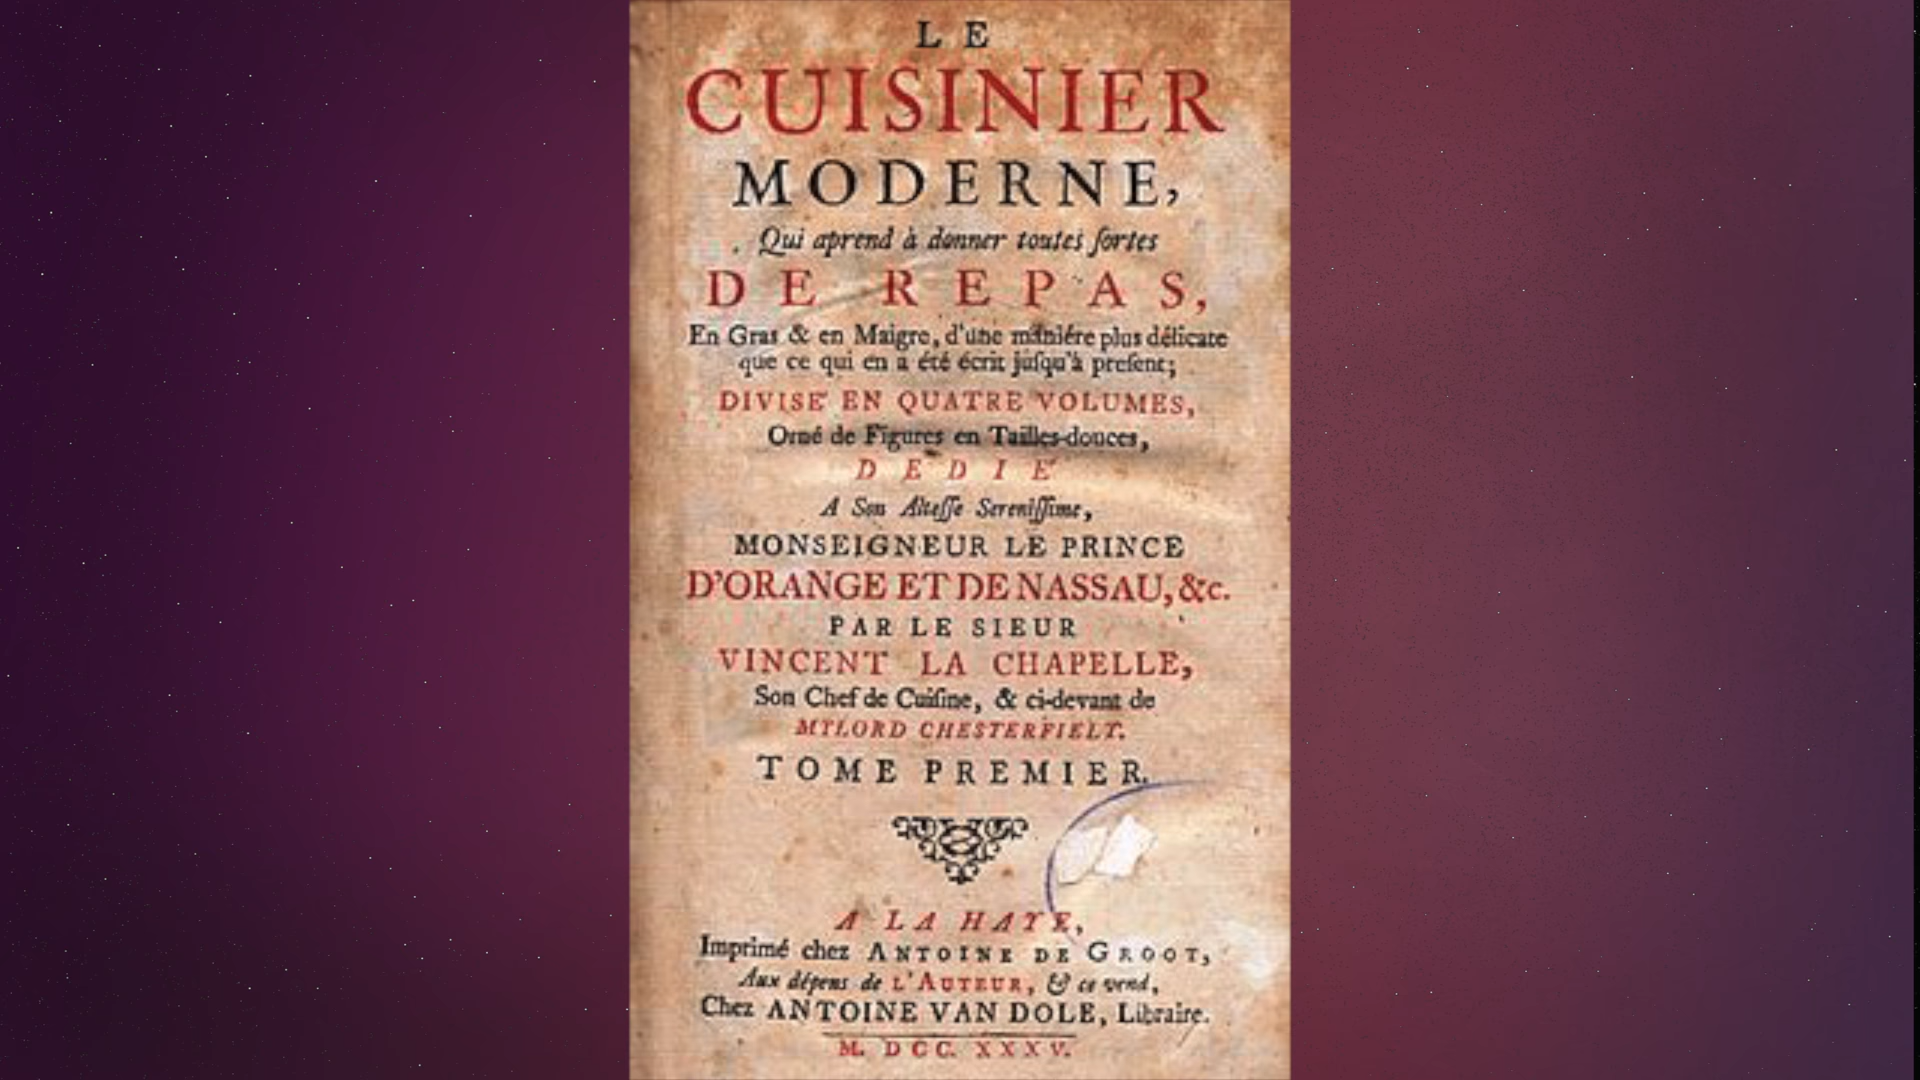 LE
CUISINIER
MODERNE,
Qui aprend à donner toutes ſortes
DE REPAS,
En Gras & en Maigre, d'une maniére plus délicate
que ce qui en a été écrit juſqu'à preſent;
DIVISE' EN QUATRE VOLUMES,
Orné de Figures en Tailles-douces,
DEDIE'
A Son Alteſſe Sereniſſime,
MONSEIGNEUR LE PRINCE
D'ORANGE ET DE NASSAU, &c.
PAR LE SIEUR
VINCENT LA CHAPELLE,
Son Chef de Cuiſine, & ci-devant de
MYLORD CHESTERFIELT.
TOME PREMIER.
A LA HAYE,
Imprimé chez ANTOINE DE GROOT,
Aux dépens de L'AUTEUR, & ce vend,
Chez ANTOINE VAN DOLE, Libraire.
M. DCC. XXXV.